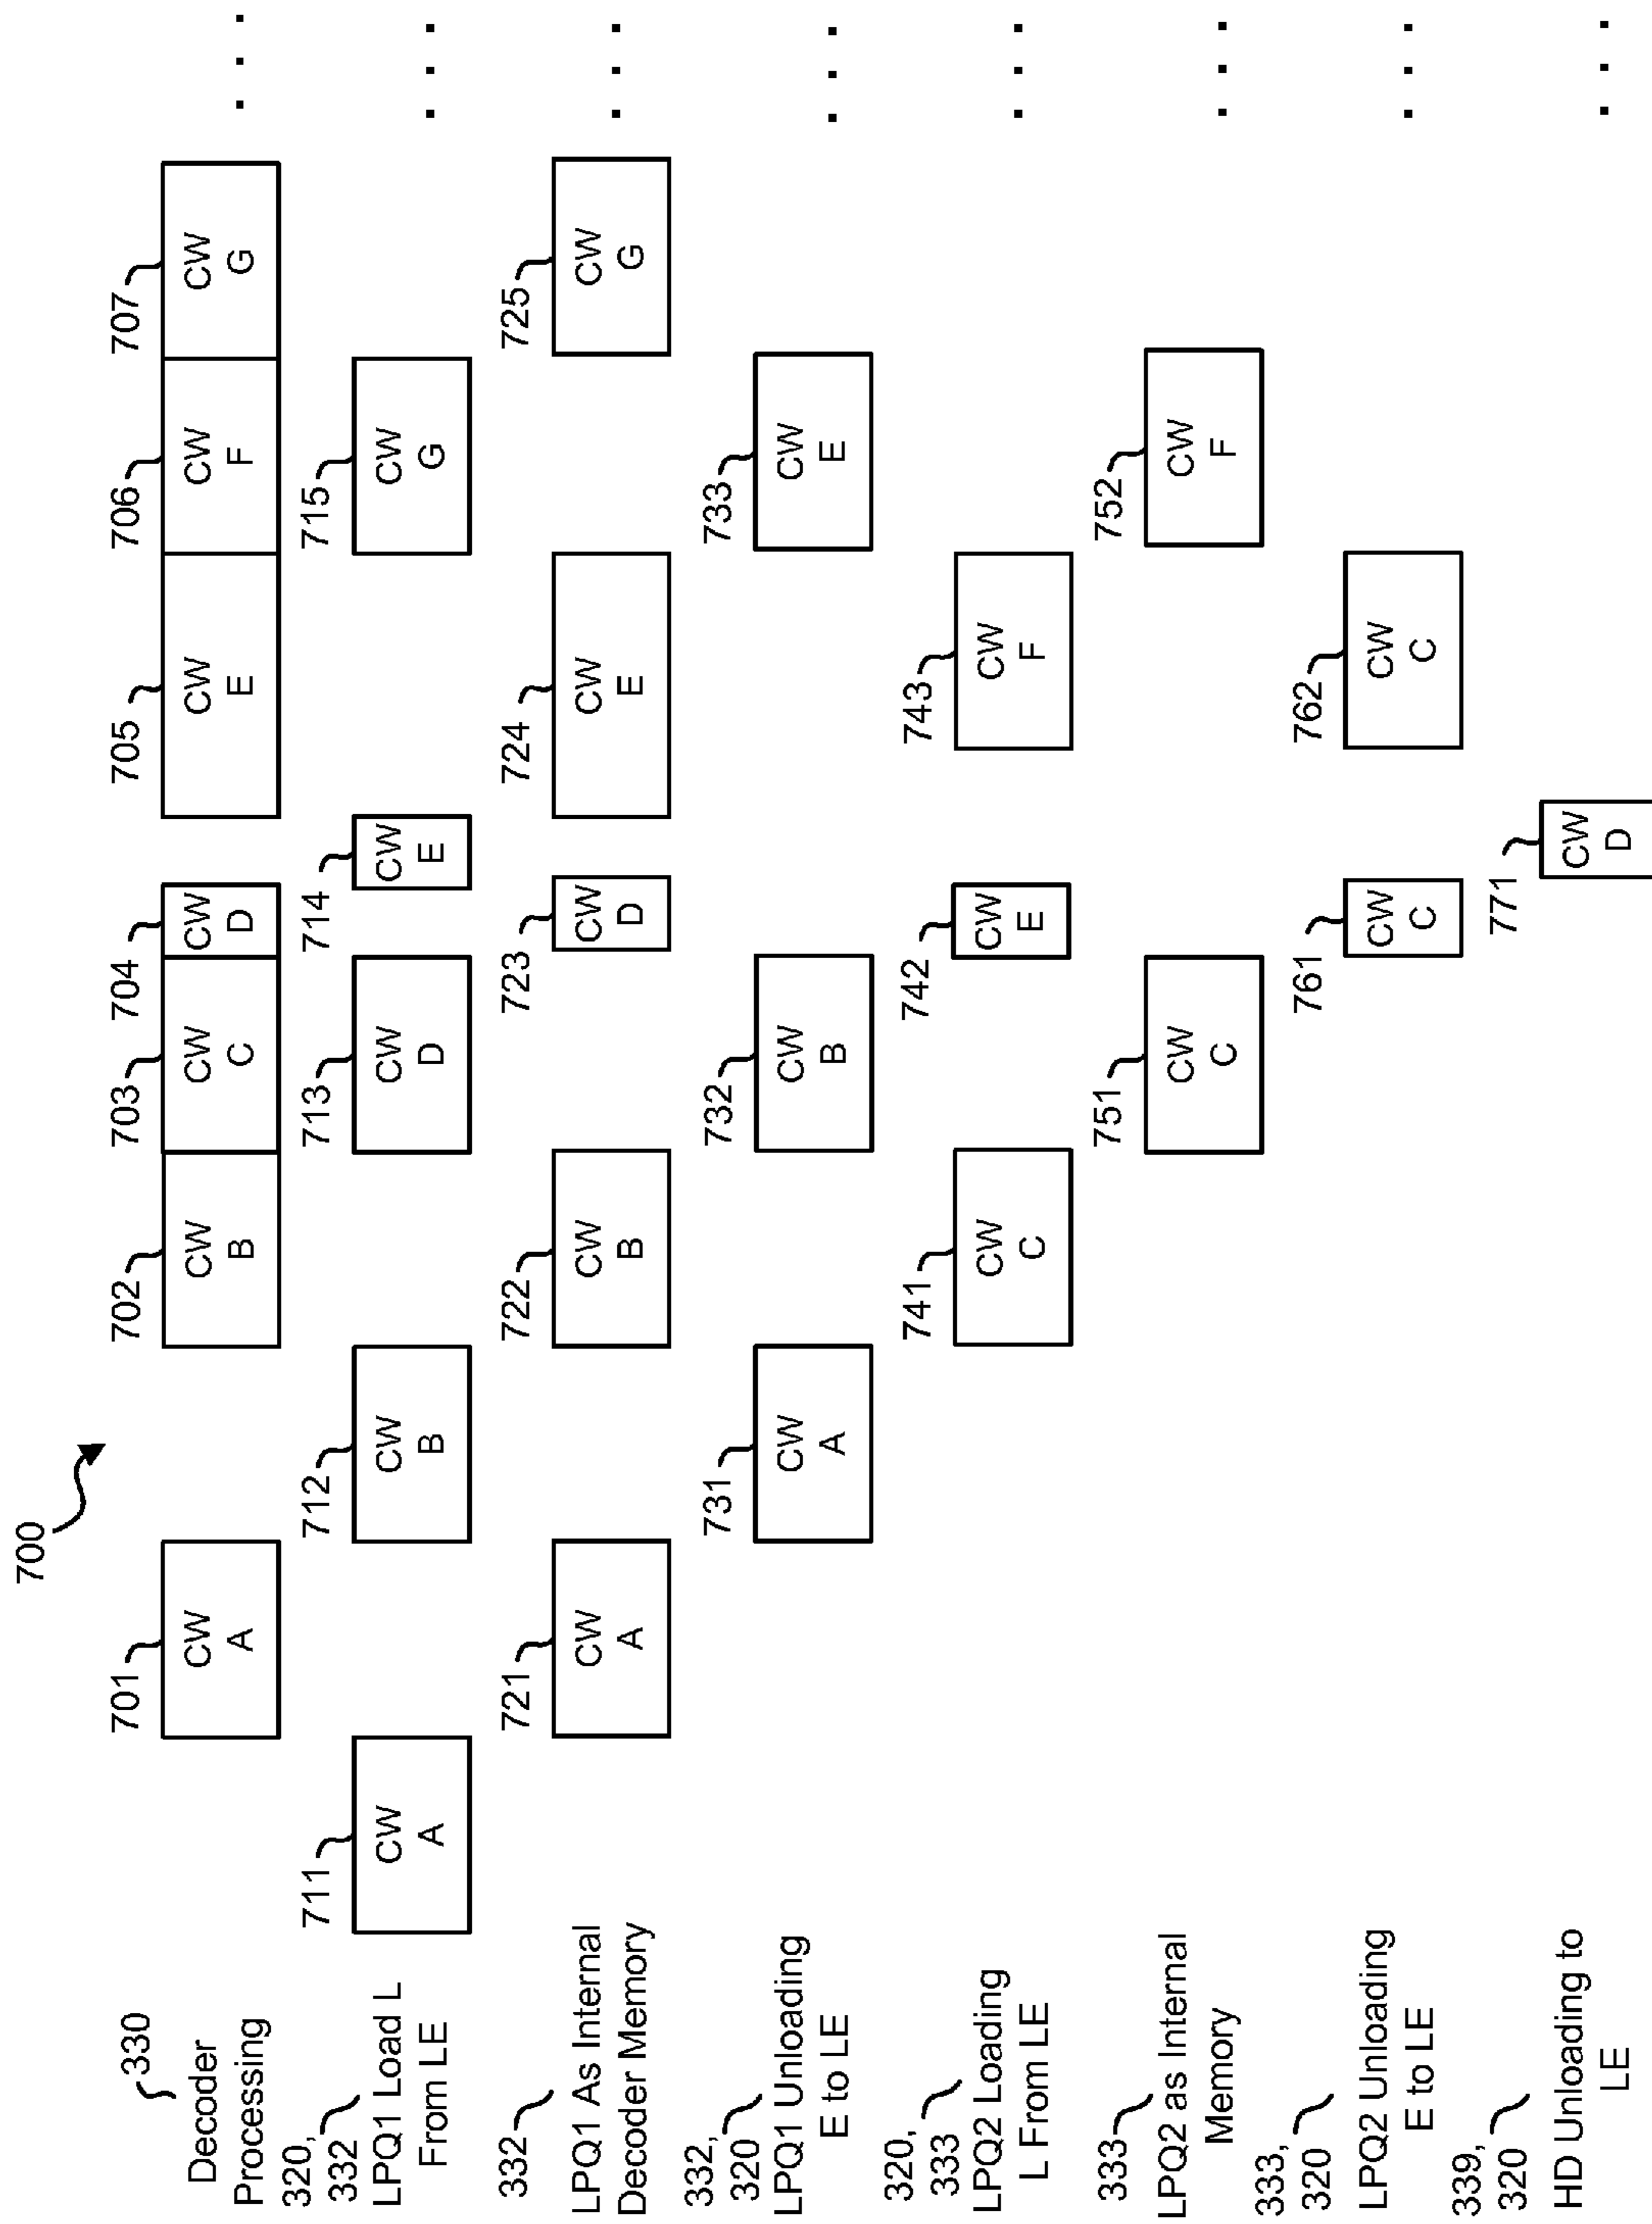 700
330
Decoder
Processing
701
CW
A
702
CW
B
703
CW
C
704
CW
D
705
CW
E
706
CW
F
707
CW
G
. . .
320,
332
LPQ1 Load L
From LE
711
CW
A
712
CW
B
713
CW
D
714
CW
E
715
CW
G
. . .
332
LPQ1 As Internal
Decoder Memory
721
CW
A
722
CW
B
723
CW
D
724
CW
E
725
CW
G
. . .
332,
320
LPQ1 Unloading
E to LE
731
CW
A
732
CW
B
733
CW
E
. . .
320,
333
LPQ2 Loading
L From LE
741
CW
C
742
CW
E
743
CW
F
. . .
333
LPQ2 as Internal
Memory
751
CW
C
752
CW
F
. . .
333,
320
LPQ2 Unloading
E to LE
761
CW
C
762
CW
C
. . .
339,
320
HD Unloading to
LE
771
CW
D
. . .